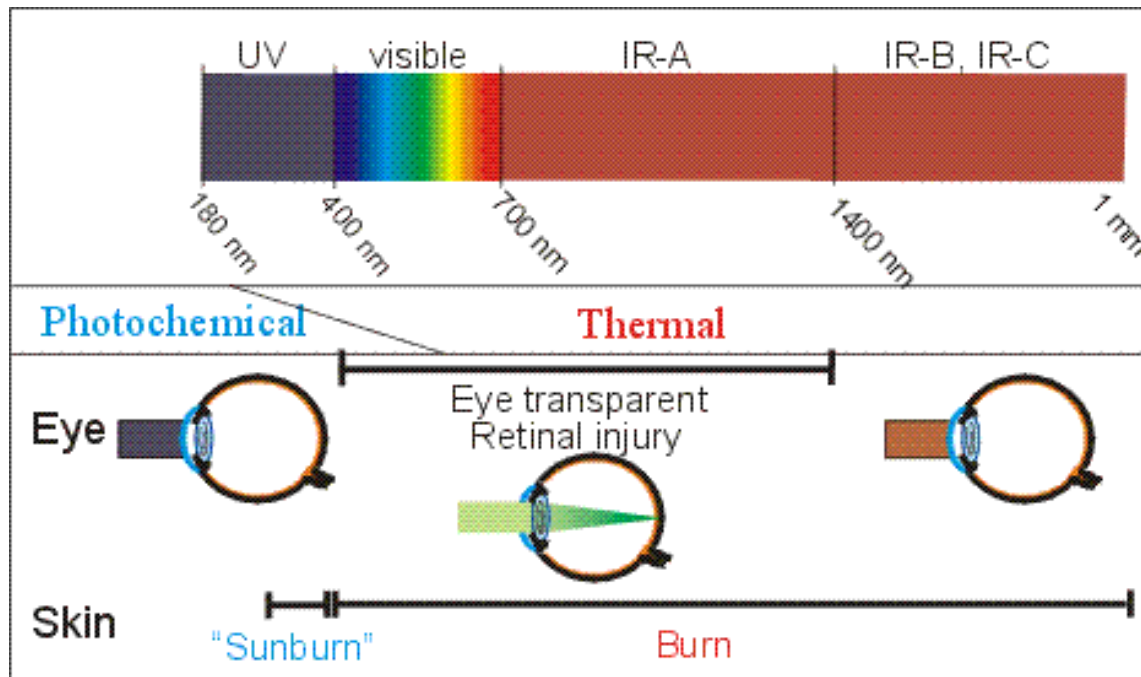 UV visible IR-A IR-B, IR-C
180 nm 400 nm 700 nm 1400 nm 1 mm
Photochemical Thermal
Eye transparent
Eye Retinal injury
Skin
"Sunburn" Burn